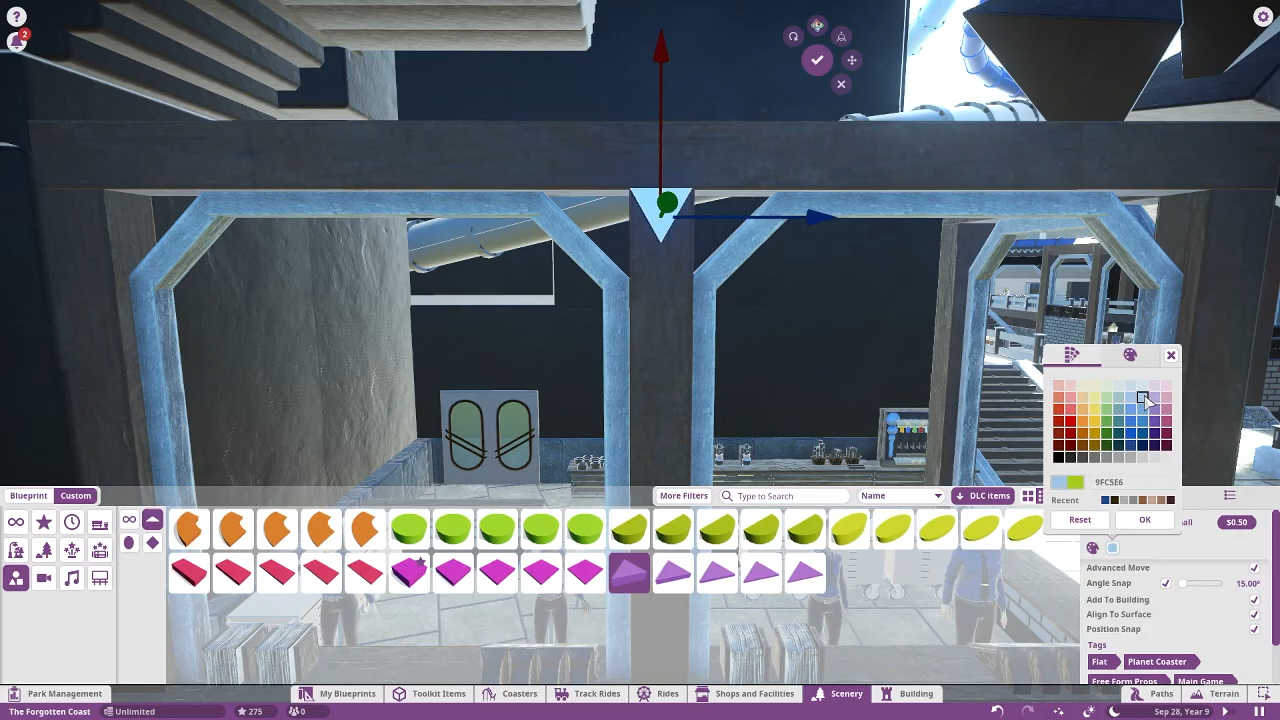 ?
2
9FC5E6
Recent
Reset
OK
Blueprint
Custom
More Filters
Type to Search
Name
DLC items
all
$0.50
Advanced Move
Angle Snap
15.00°
Add To Building
Align To Surface
Position Snap
Tags
Flat
Planet Coaster
Free Form Props
Main Game
Park Management
My Blueprints
Toolkit Items
Coasters
Track Rides
Rides
Shops and Facilities
Scenery
Building
Paths
Terrain
The Forgotten Coast
Unlimited
275
0
Sep 28, Year 9